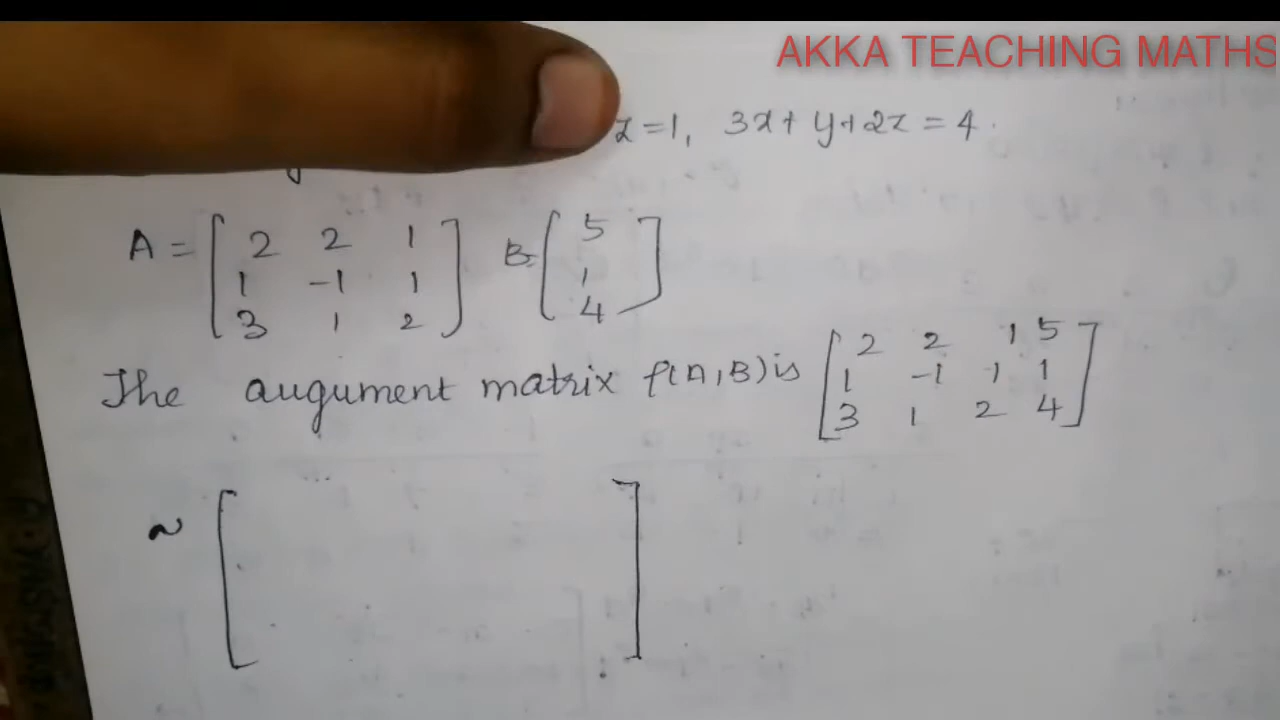 AKKA TEACHING MATHS
z=1, 3x+y+2z=4.
A = [ 2 2 1 ] B= [ 5 ]
1 -1 1 1
3 1 2 4
The augument matrix ρ(A,B) is [ 2 2 1 5 ]
1 -1 1 1
3 1 2 4
~ [ ]